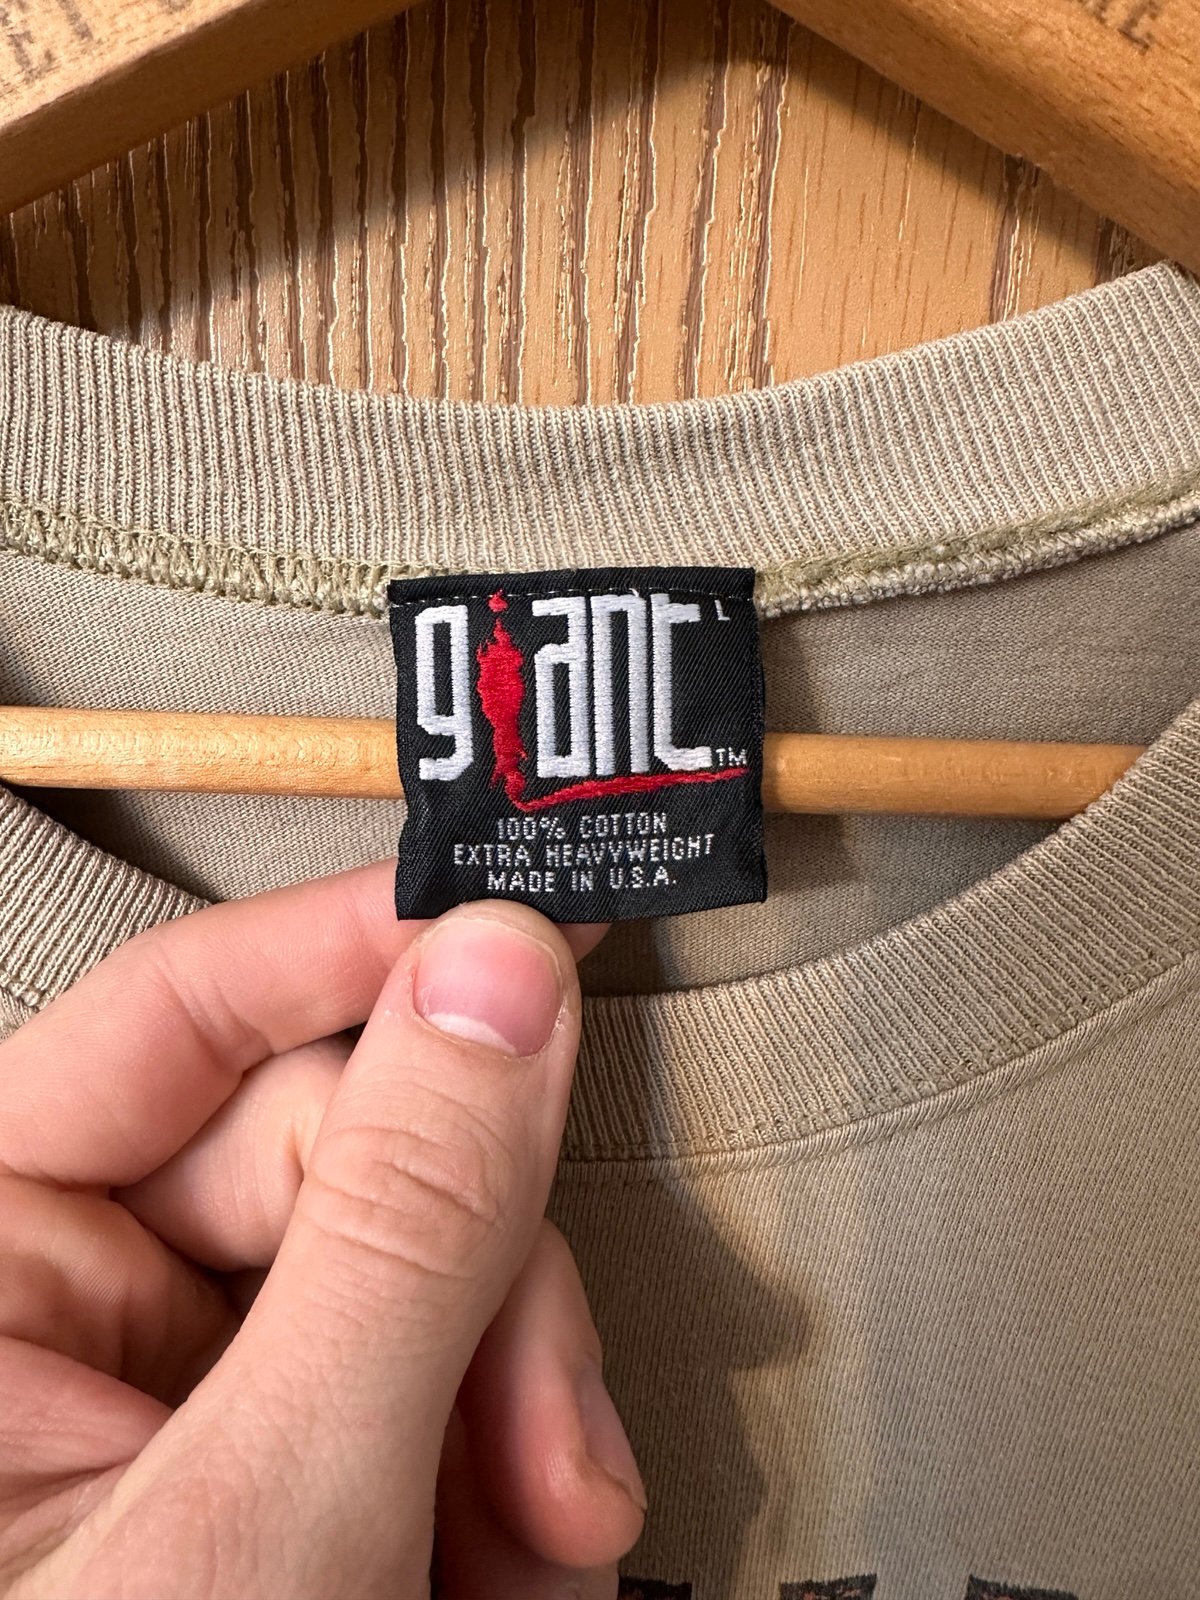 giant L
TM
100% COTTON
EXTRA HEAVYWEIGHT
MADE IN U.S.A.